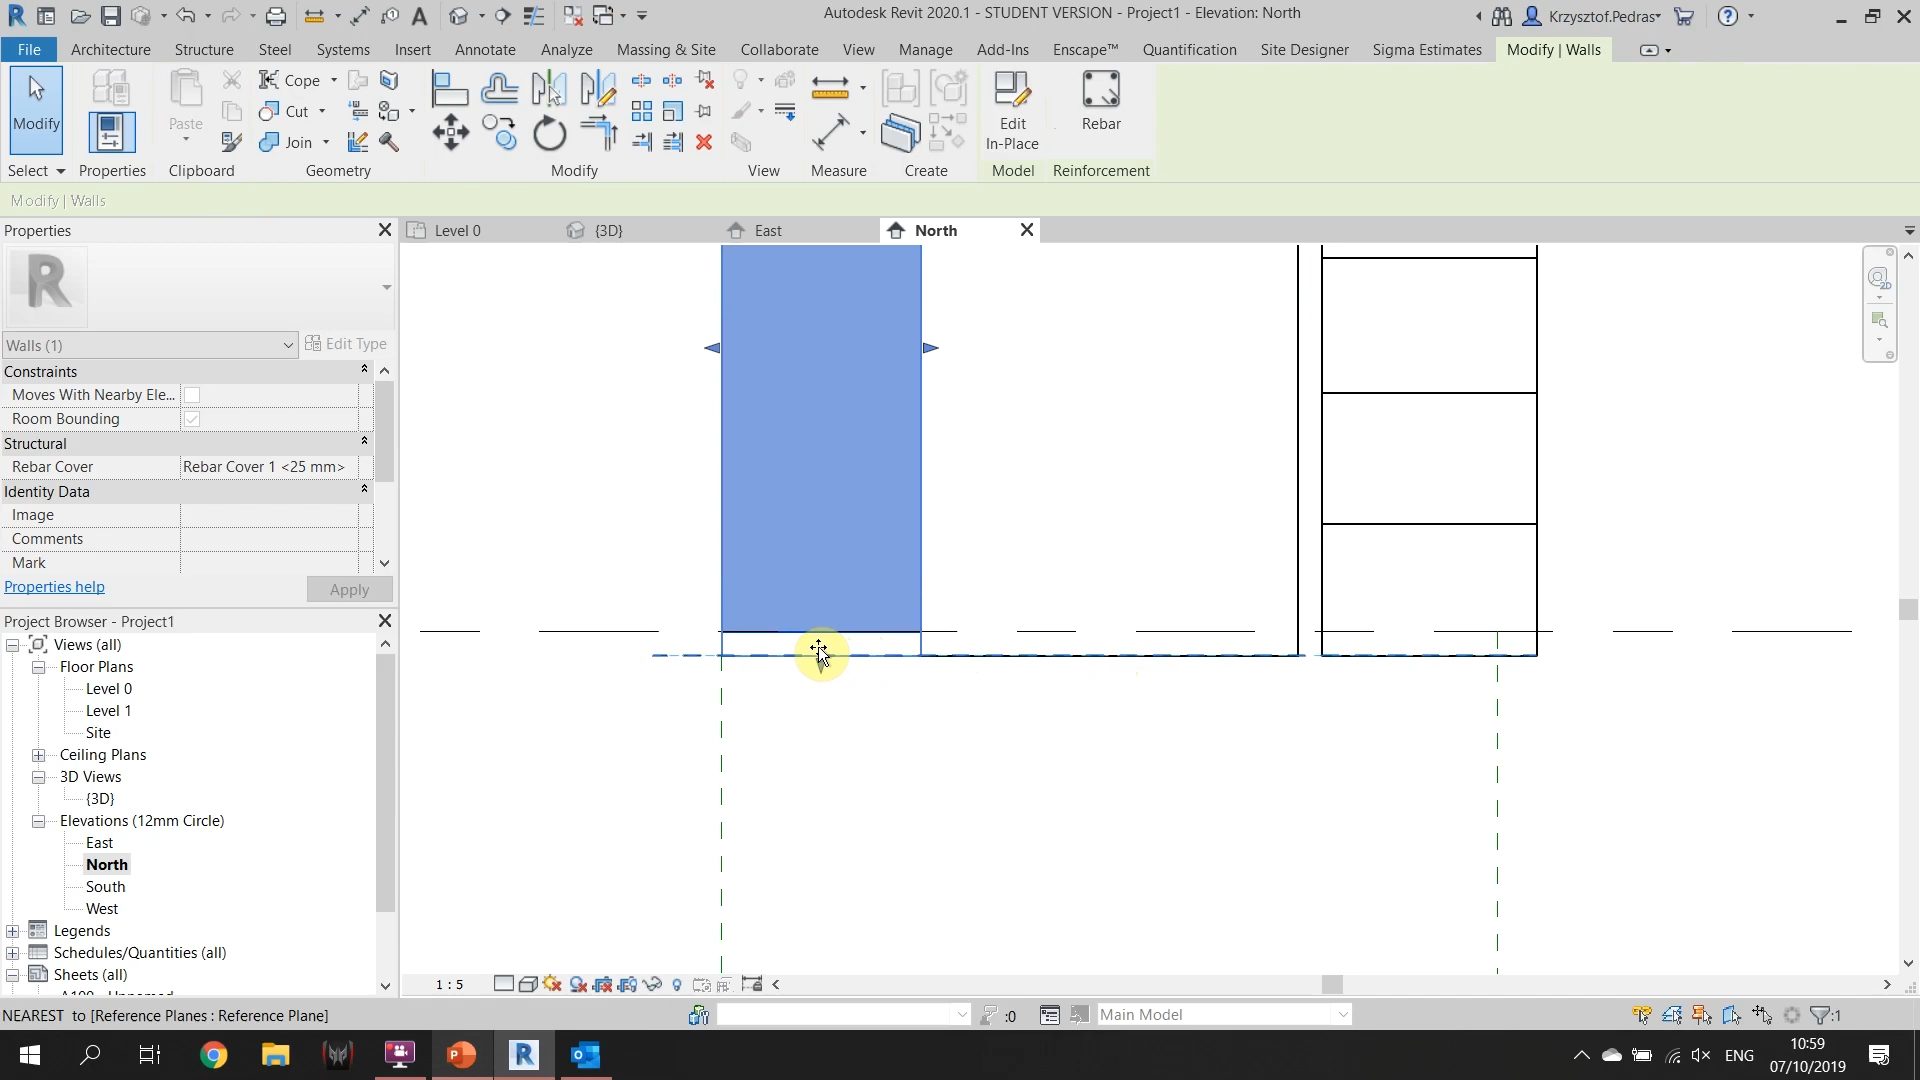 Autodesk Revit 2020.1 - STUDENT VERSION - Project1 - Elevation: North
Krzysztof.Pedras
File Architecture Structure Steel Systems Insert Annotate Analyze Massing & Site Collaborate View Manage Add-Ins Enscape™ Quantification Site Designer Sigma Estimates Modify | Walls
Modify
Paste
Cope
Cut
Join
Edit
In-Place
Rebar
Select Properties Clipboard Geometry Modify View Measure Create Model Reinforcement
Modify | Walls
Properties
Level 0 {3D} East North
R
Walls (1) Edit Type
Constraints
Moves With Nearby Ele...
Room Bounding
Structural
Rebar Cover Rebar Cover 1 <25 mm>
Identity Data
Image
Comments
Mark
Properties help Apply
Project Browser - Project1
Views (all)
Floor Plans
Level 0
Level 1
Site
Ceiling Plans
3D Views
{3D}
Elevations (12mm Circle)
East
North
South
West
Legends
Schedules/Quantities (all)
Sheets (all)
1 : 5
2D
NEAREST to [Reference Planes : Reference Plane]
:0
Main Model
:1
ENG
10:59
07/10/2019